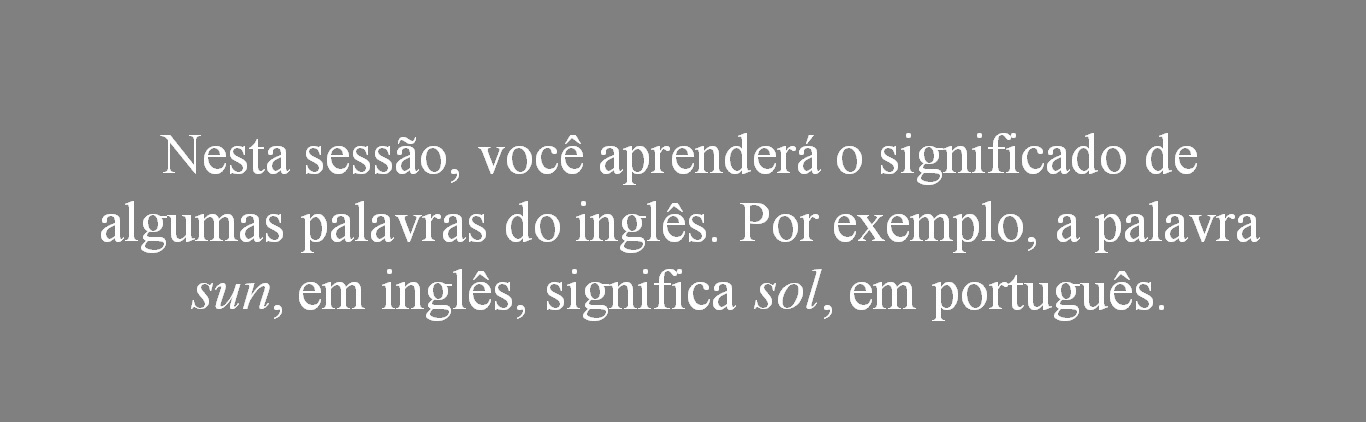 Nesta sessão, você aprenderá o significado de
algumas palavras do inglês. Por exemplo, a palavra
sun, em inglês, significa sol, em português.